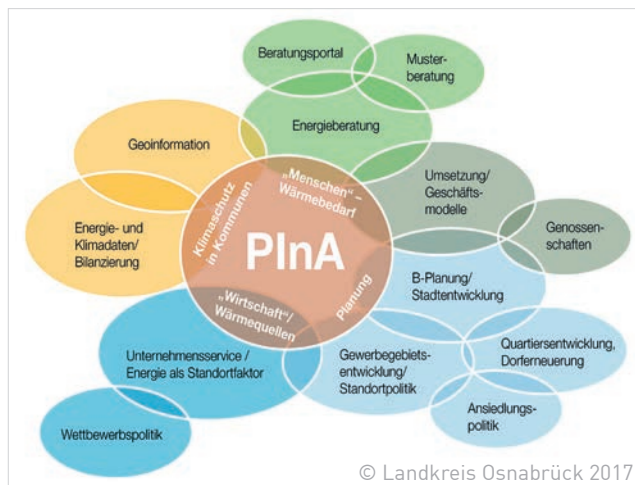 Beratungsportal
Muster-
beratung
Energieberatung
Geoinformation
Energie- und
Klimadaten/
Bilanzierung
Klimaschutz
in Kommunen
„Menschen“ –
Wärmebedarf
Umsetzung/
Geschäfts-
modelle
Genossen-
schaften
PInA
Planung
B-Planung/
Stadtentwicklung
„Wirtschaft“/
Wärmequellen
Unternehmensservice /
Energie als Standortfaktor
Gewerbegebiets-
entwicklung/
Standortpolitik
Quartiersentwicklung,
Dorferneuerung
Ansiedlungs-
politik
Wettbewerbspolitik
© Landkreis Osnabrück 2017